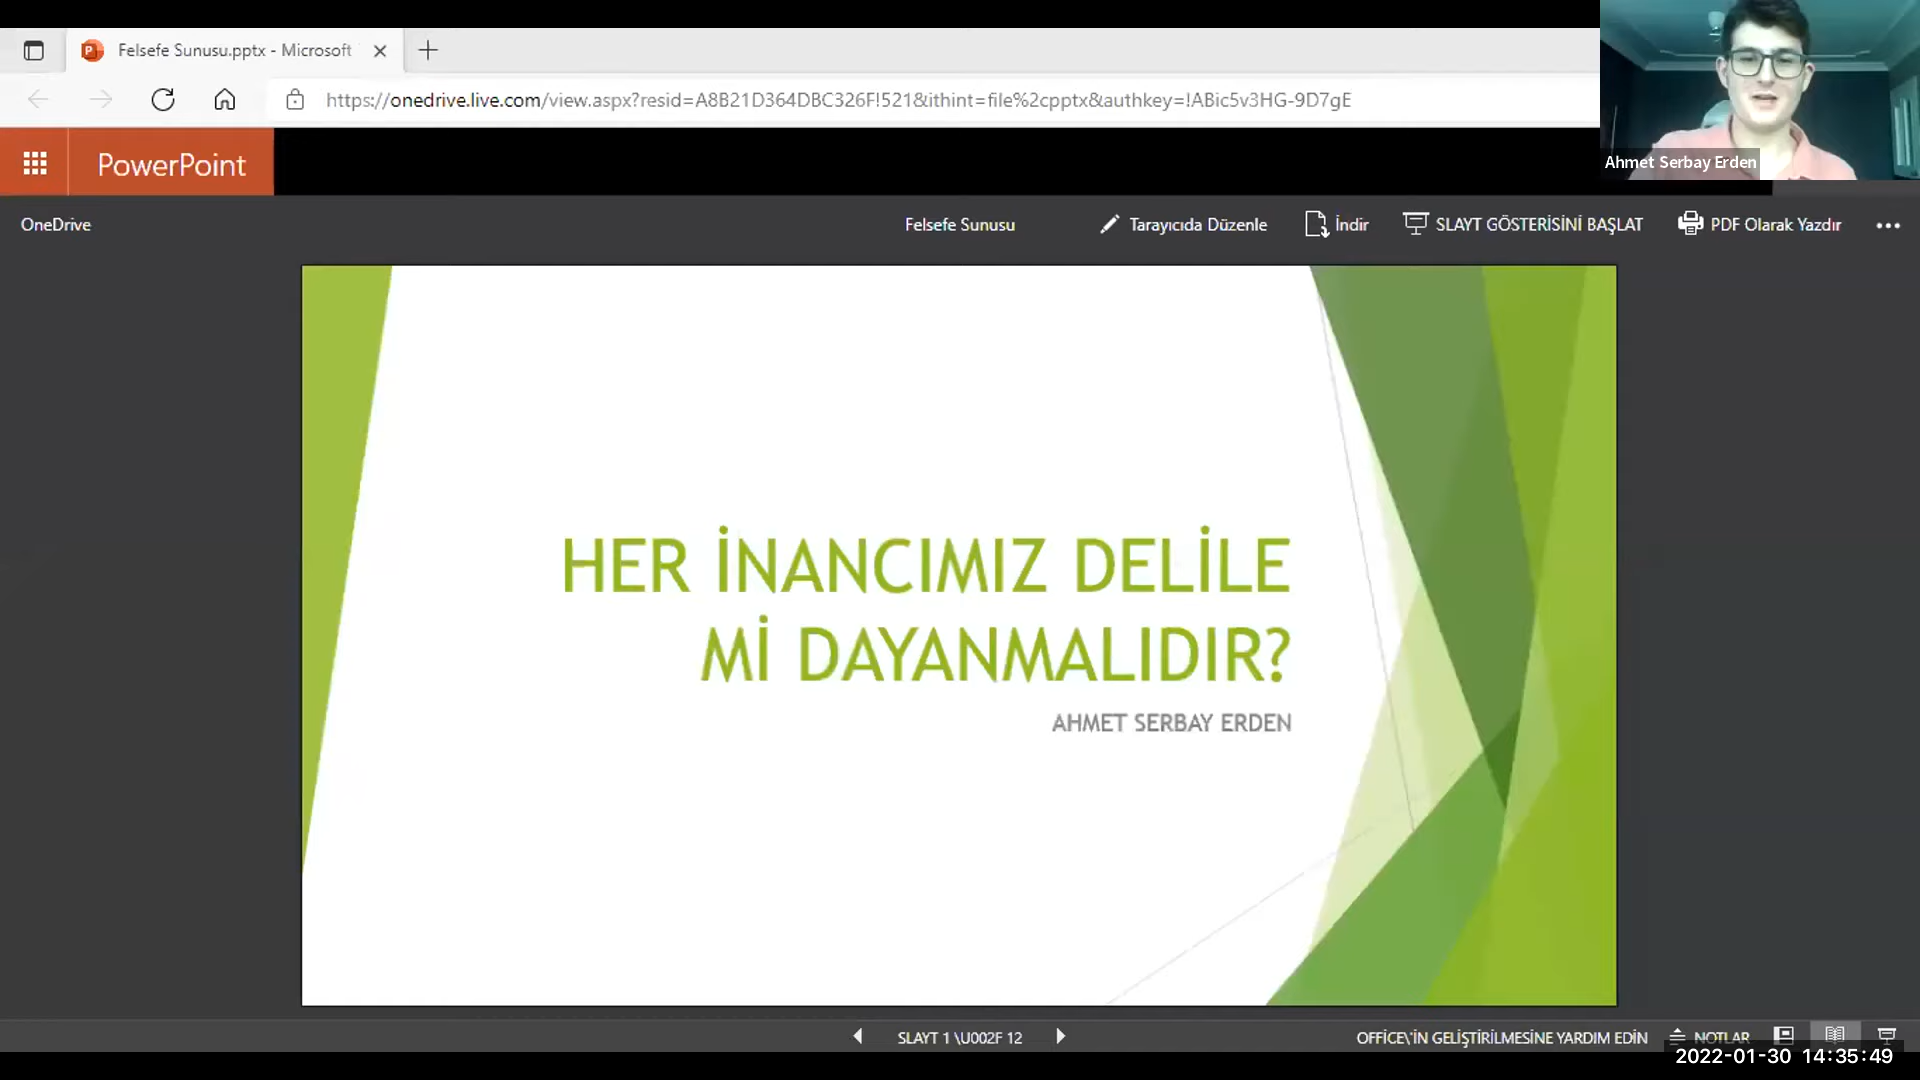 Felsefe Sunusu.pptx - Microsoft
https://onedrive.live.com/view.aspx?resid=A8B21D364DBC326F!521&ithint=file%2cpptx&authkey=!ABic5v3HG-9D7gE
PowerPoint
Ahmet Serbay Erden
OneDrive
Felsefe Sunusu
Tarayıcıda Düzenle
İndir
SLAYT GÖSTERİSİNİ BAŞLAT
PDF Olarak Yazdır
HER İNANCIMIZ DELİLE
Mİ DAYANMALIDIR?
AHMET SERBAY ERDEN
SLAYT 1 \U002F 12
OFFICE\'IN GELİŞTİRİLMESİNE YARDIM EDİN
NOTLAR
2022-01-30 14:35:49